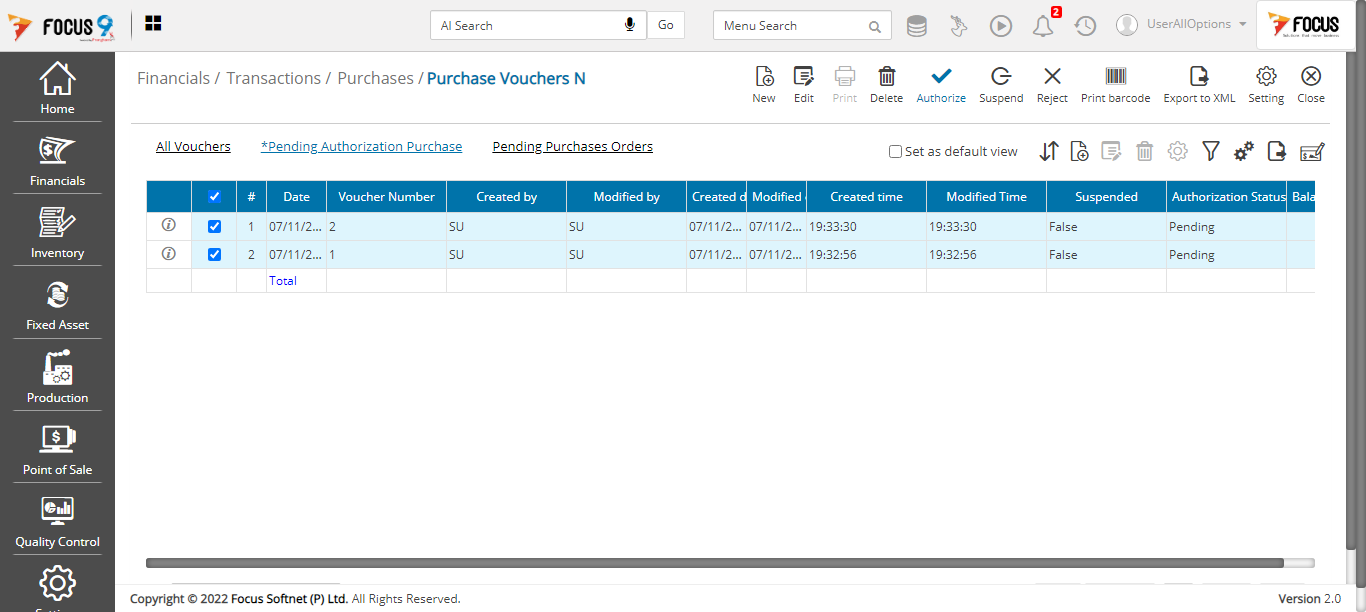 FOCUS 9
AI Search
Go
Menu Search
2
UserAllOptions
FOCUS
Home
Financials
Inventory
Fixed Asset
Production
Point of Sale
Quality Control
Financials / Transactions / Purchases / Purchase Vouchers N
New
Edit
Print
Delete
Authorize
Suspend
Reject
Print barcode
Export to XML
Setting
Close
All Vouchers
*Pending Authorization Purchase
Pending Purchases Orders
Set as default view
# Date Voucher Number Created by Modified by Created d Modified Created time Modified Time Suspended Authorization Status Bala
1 07/11/2... 2 SU SU 07/11/2... 07/11/2... 19:33:30 19:33:30 False Pending
2 07/11/2... 1 SU SU 07/11/2... 07/11/2... 19:32:56 19:32:56 False Pending
Total
Copyright © 2022 Focus Softnet (P) Ltd. All Rights Reserved.
Version 2.0